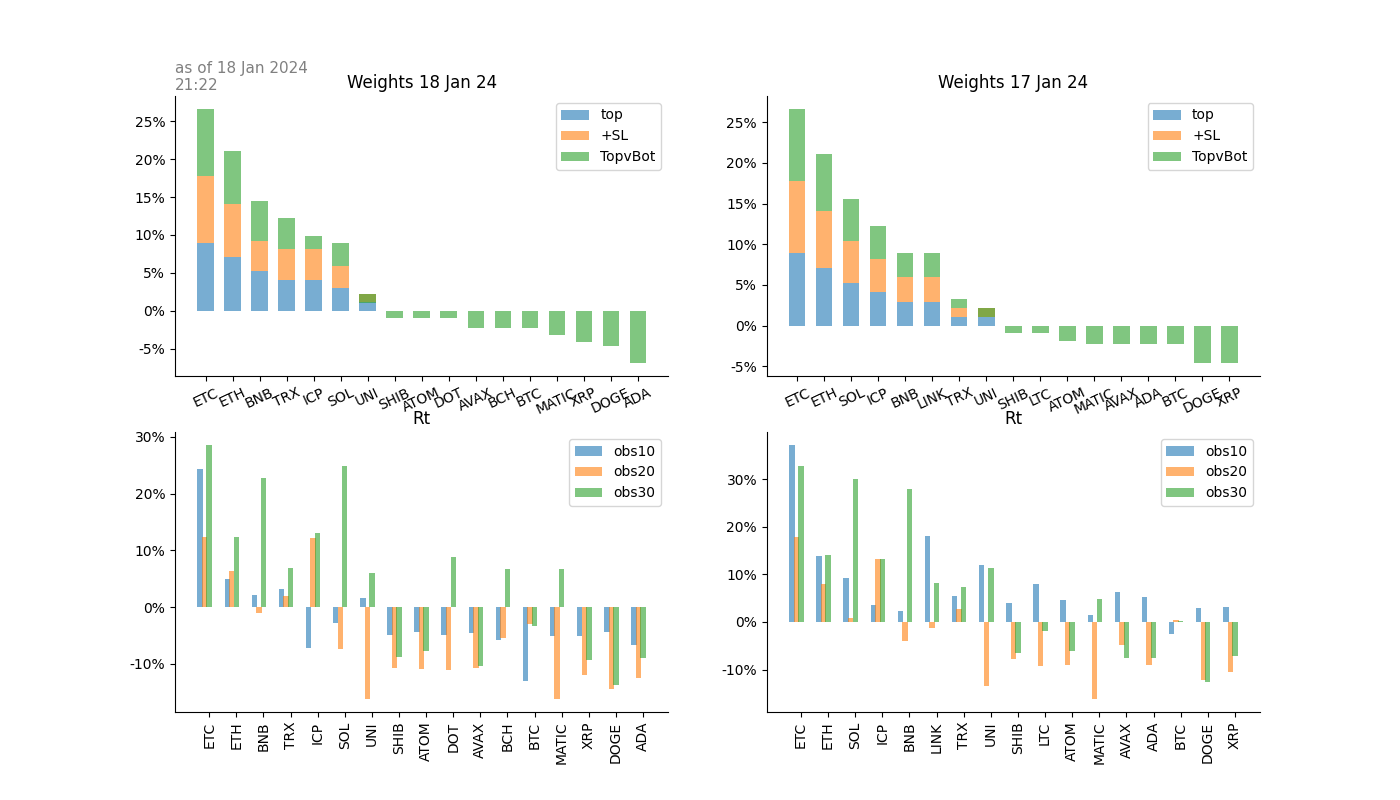 as of 18 Jan 2024
21:22
Weights 18 Jan 24
25%
20%
15%
10%
5%
0%
-5%
top
+SL
TopvBot
ETC ETH BNB TRX ICP SOL UNI SHIB ATOM DOT AVAX BCH BTC MATIC XRP DOGE ADA
Weights 17 Jan 24
25%
20%
15%
10%
5%
0%
-5%
top
+SL
TopvBot
ETC ETH SOL ICP BNB LINK TRX UNI SHIB LTC ATOM MATIC AVAX ADA BTC DOGE XRP
Rt
30%
20%
10%
0%
-10%
obs10
obs20
obs30
ETC ETH BNB TRX ICP SOL UNI SHIB ATOM DOT AVAX BCH BTC MATIC XRP DOGE ADA
Rt
30%
20%
10%
0%
-10%
obs10
obs20
obs30
ETC ETH SOL ICP BNB LINK TRX UNI SHIB LTC ATOM MATIC AVAX ADA BTC DOGE XRP